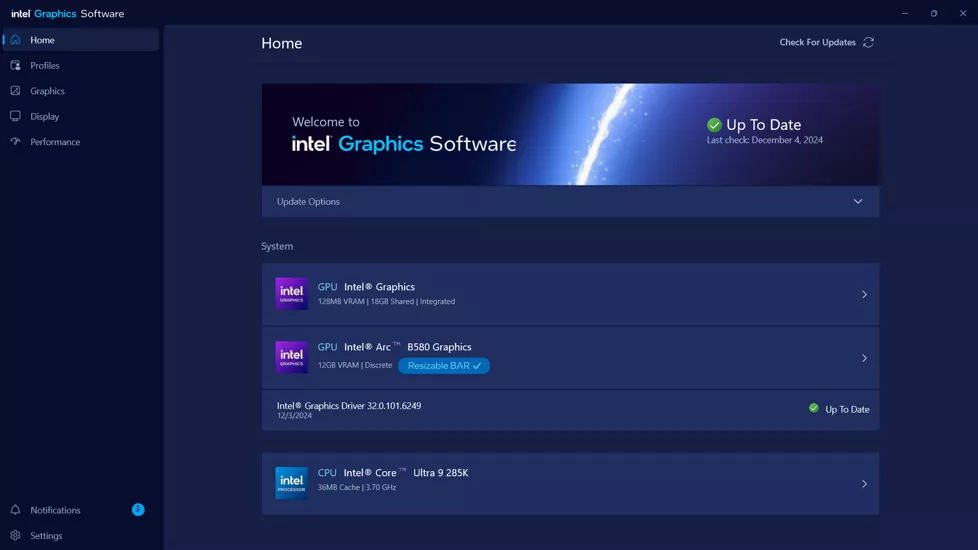 intel Graphics Software
Home
Profiles
Graphics
Display
Performance
Notifications
3
Settings
Home
Check For Updates
Welcome to
intel Graphics Software
Up To Date
Last check: December 4, 2024
Update Options
System
intel
GRAPHICS
GPU Intel® Graphics
128MB VRAM | 18GB Shared | Integrated
intel
GRAPHICS
GPU Intel® Arc™ B580 Graphics
12GB VRAM | Discrete Resizable BAR ✓
Intel® Graphics Driver 32.0.101.6249
12/3/2024
Up To Date
intel
PROCESSOR
CPU Intel® Core™ Ultra 9 285K
36MB Cache | 3.70 GHz